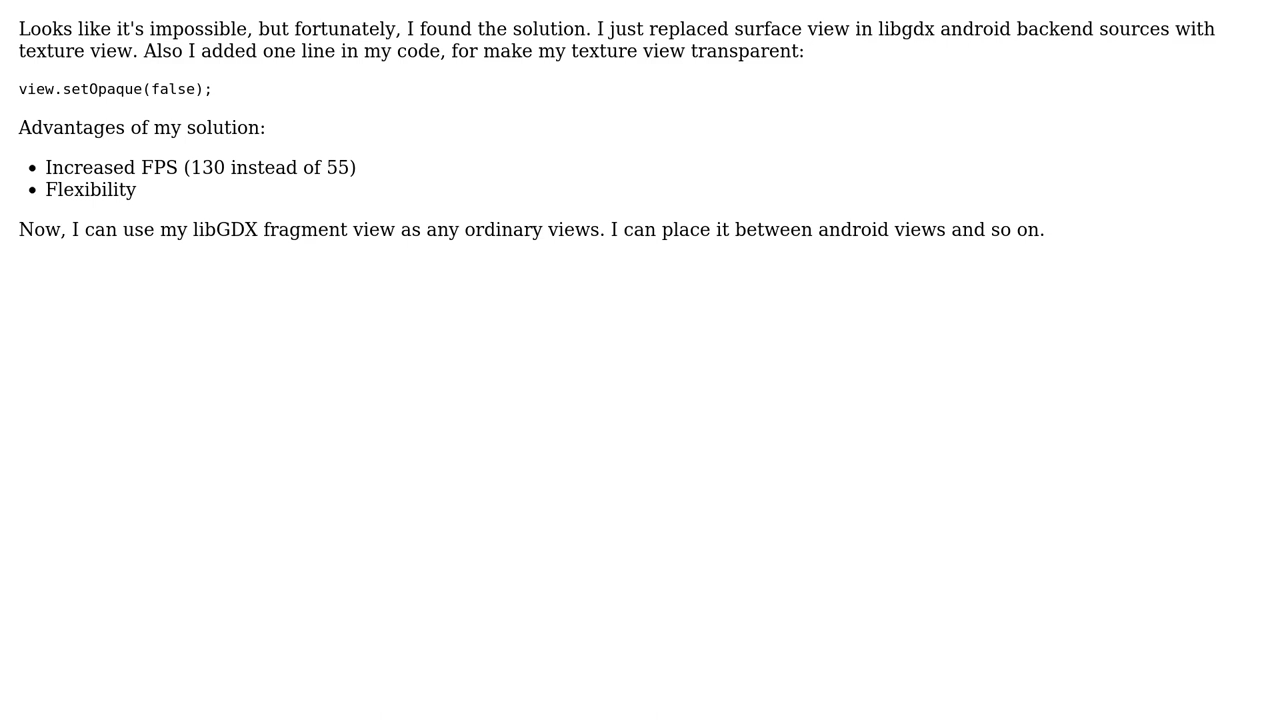 Looks like it's impossible, but fortunately, I found the solution. I just replaced surface view in libgdx android backend sources with
texture view. Also I added one line in my code, for make my texture view transparent:
view.setOpaque(false);
Advantages of my solution:
• Increased FPS (130 instead of 55)
• Flexibility
Now, I can use my libGDX fragment view as any ordinary views. I can place it between android views and so on.